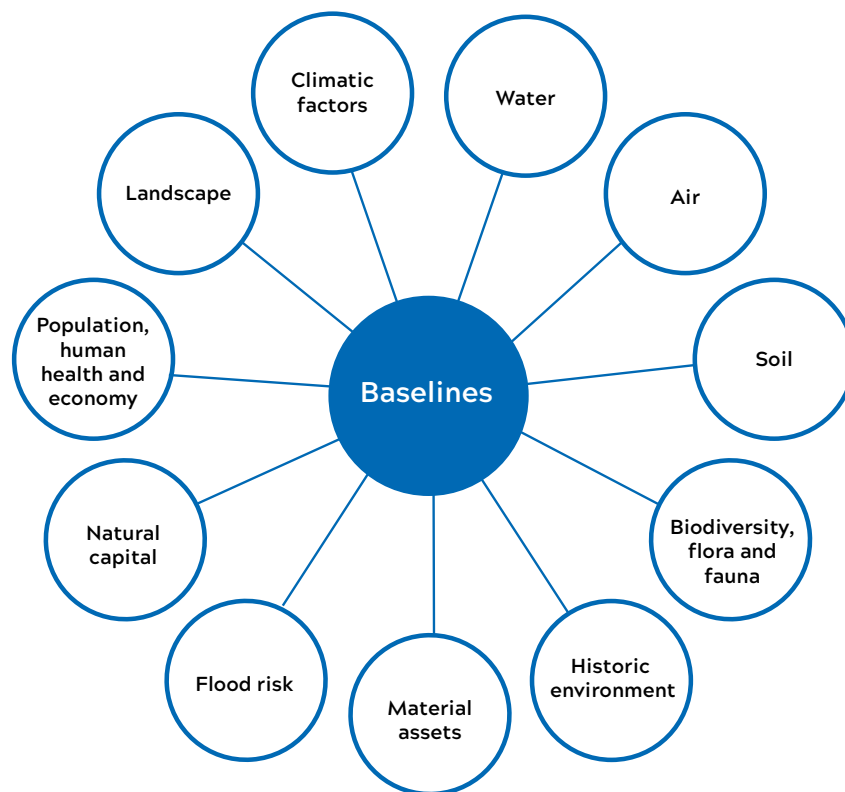 Climatic
factors
Water
Landscape
Air
Population,
human
health and
economy
Baselines
Soil
Natural
capital
Biodiversity,
flora and
fauna
Flood risk
Material
assets
Historic
environment